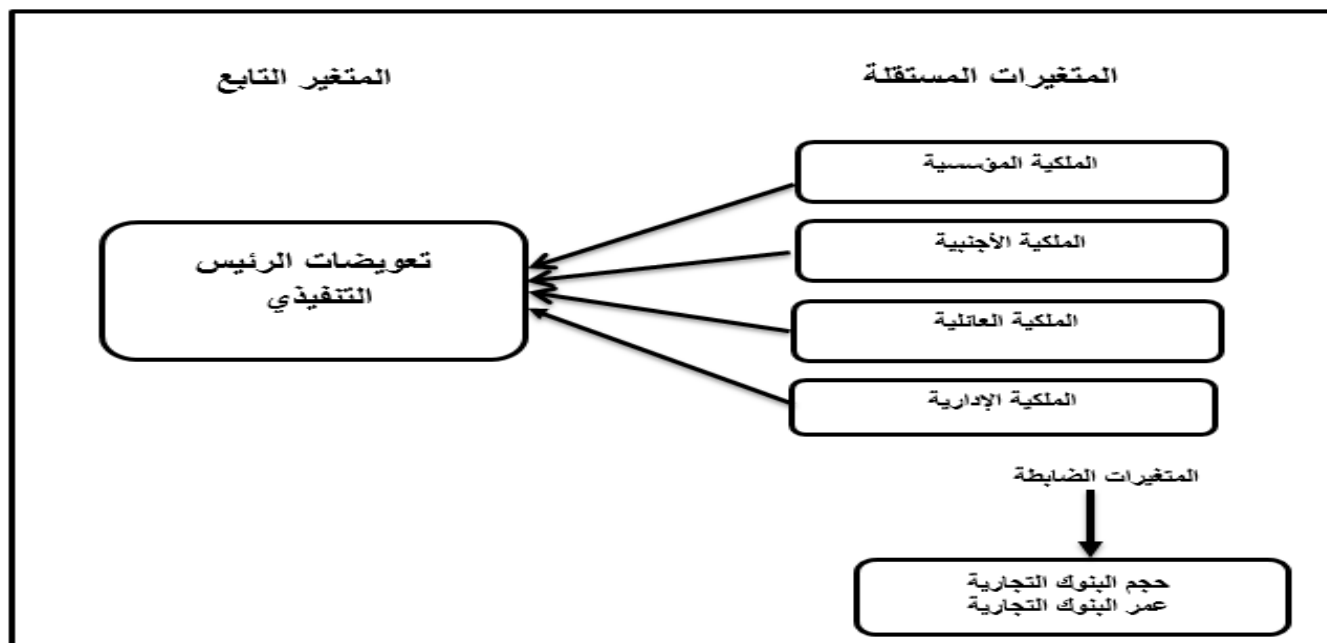 المتغيرات المستقلة
المتغير التابع
الملكية المؤسسية
الملكية الأجنبية
الملكية العائلية
الملكية الإدارية
تعويضات الرئيس
التنفيذي
المتغيرات الضابطة
حجم البنوك التجارية
عمر البنوك التجارية